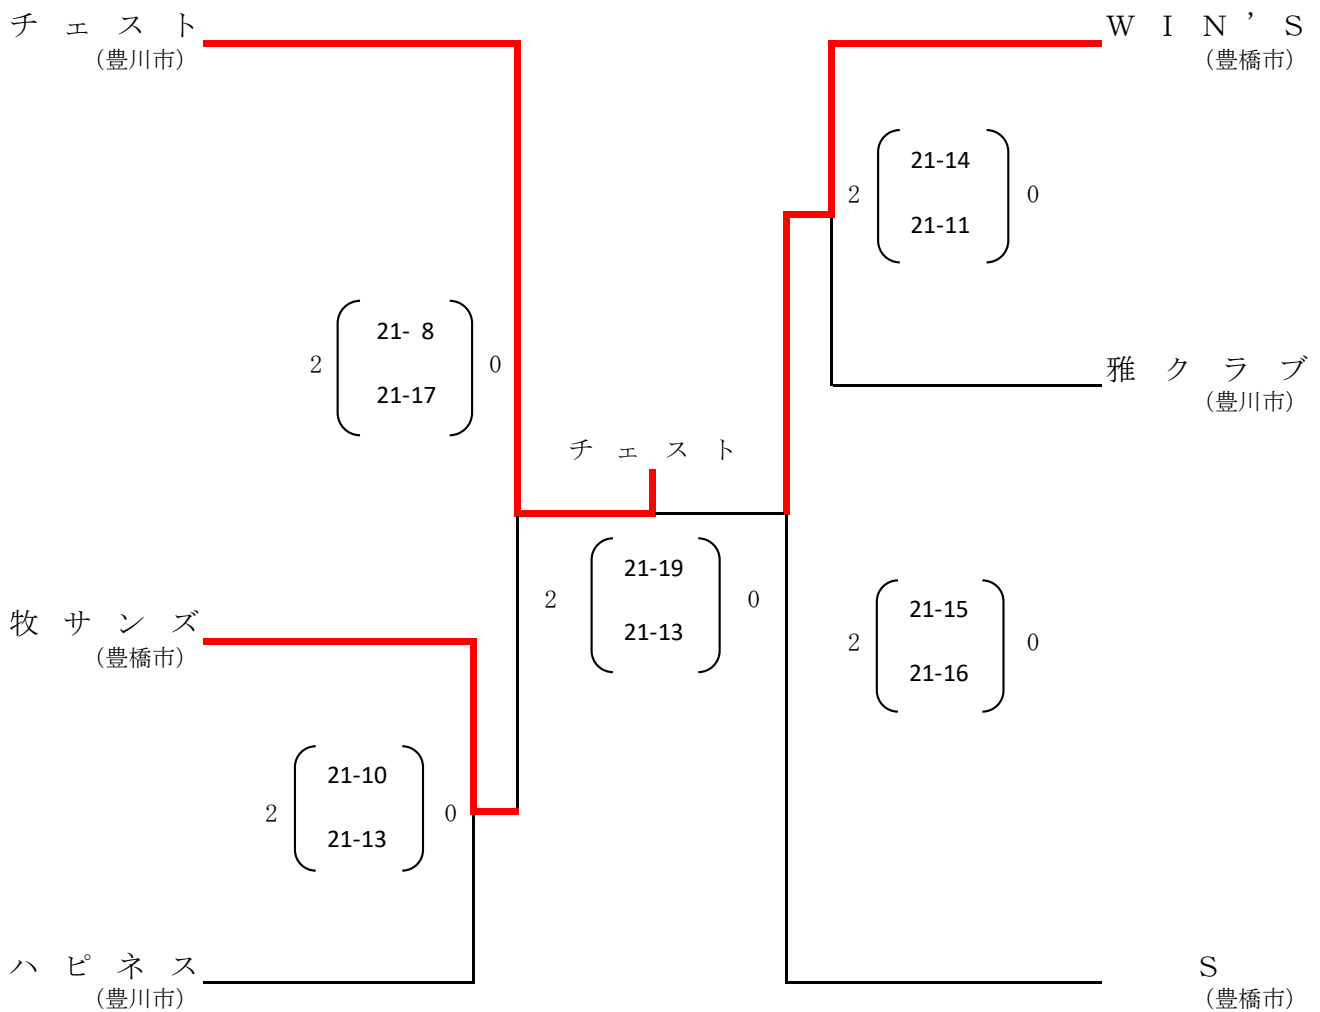 チェスト
(豊川市)
WIN’S
(豊橋市)
21-14
2 0
21-11
21- 8
2 0
21-17
雅クラブ
(豊川市)
チェスト
21-19
2 0
21-13
牧サンズ
(豊橋市)
21-15
2 0
21-16
21-10
2 0
21-13
ハピネス
(豊川市)
S
(豊橋市)